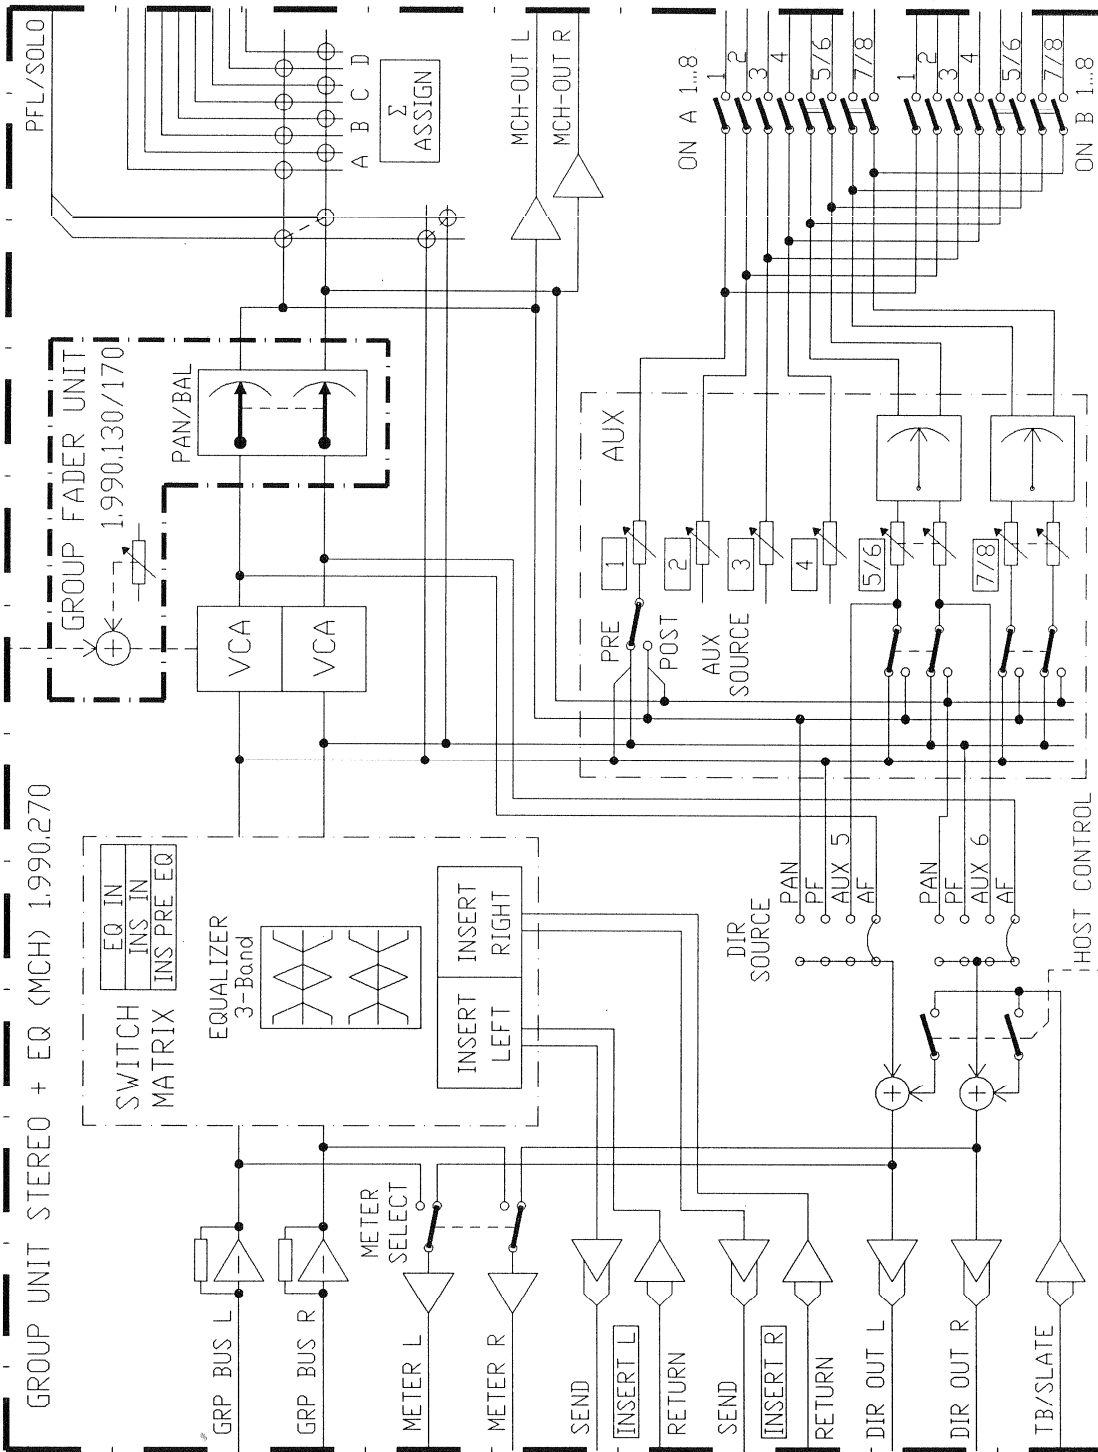 GROUP UNIT STEREO + EQ (MCH) 1.990.270
GROUP FADER UNIT
1.990.130/170
PFL/SOLO
GRP BUS L
GRP BUS R
SWITCH
MATRIX
EQ IN
INS IN
INS PRE EQ
EQUALIZER
3-Band
INSERT
LEFT
INSERT
RIGHT
VCA
VCA
PAN/BAL
A B C D
Σ
ASSIGN
MCH-OUT L
MCH-OUT R
METER
SELECT
METER L
METER R
SEND
INSERT L
RETURN
SEND
INSERT R
RETURN
DIR OUT L
DIR OUT R
TB/SLATE
DIR
SOURCE
PAN
PF
AUX 5
AF
PAN
PF
AUX 6
AF
HOST CONTROL
AUX
PRE
POST
AUX
SOURCE
1
2
3
4
5/6
7/8
ON A 1...8
1
2
3
4
5/6
7/8
ON B 1...8
1
2
3
4
5/6
7/8